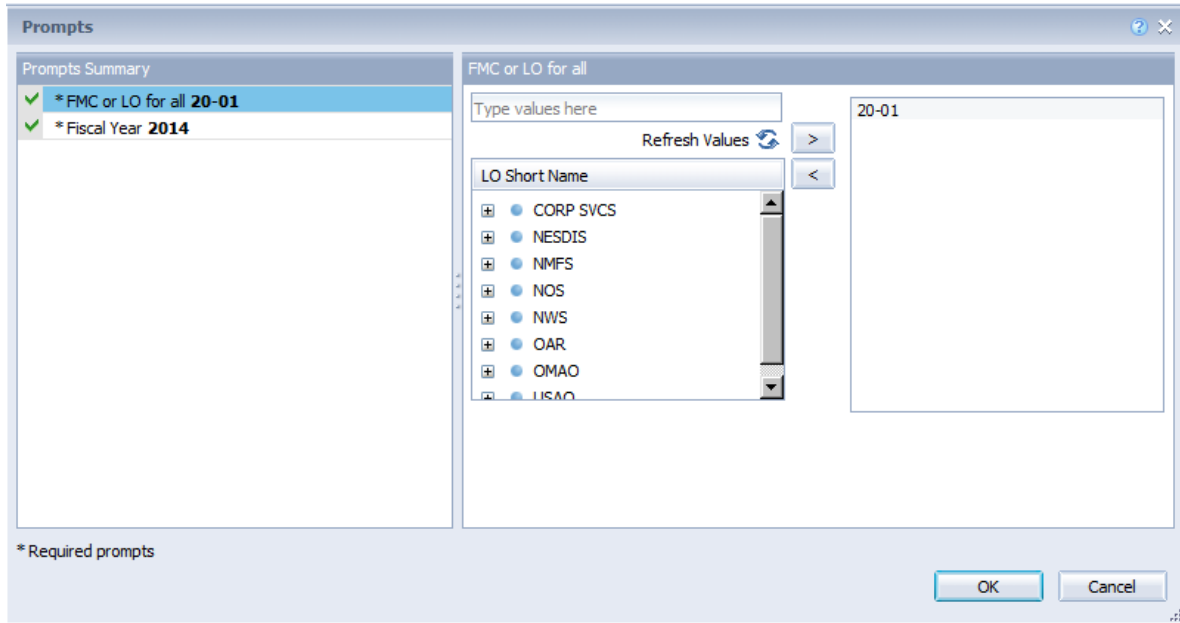 Prompts
Prompts Summary
* FMC or LO for all 20-01
* Fiscal Year 2014
FMC or LO for all
Type values here
Refresh Values
>
<
LO Short Name
CORP SVCS
NESDIS
NMFS
NOS
NWS
OAR
OMAO
USAO
20-01
* Required prompts
OK
Cancel